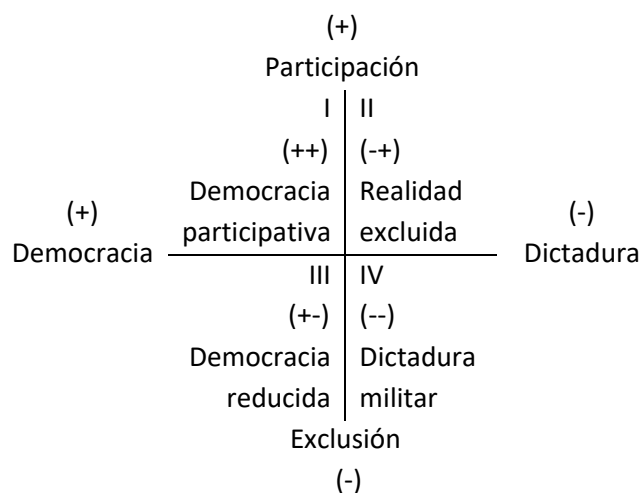 (+)
Participación
I II
(++) (-+)
Democracia Realidad
participativa excluida
(+)
Democracia
(-)
Dictadura
III IV
(+-) (--)
Democracia Dictadura
reducida militar
Exclusión
(-)